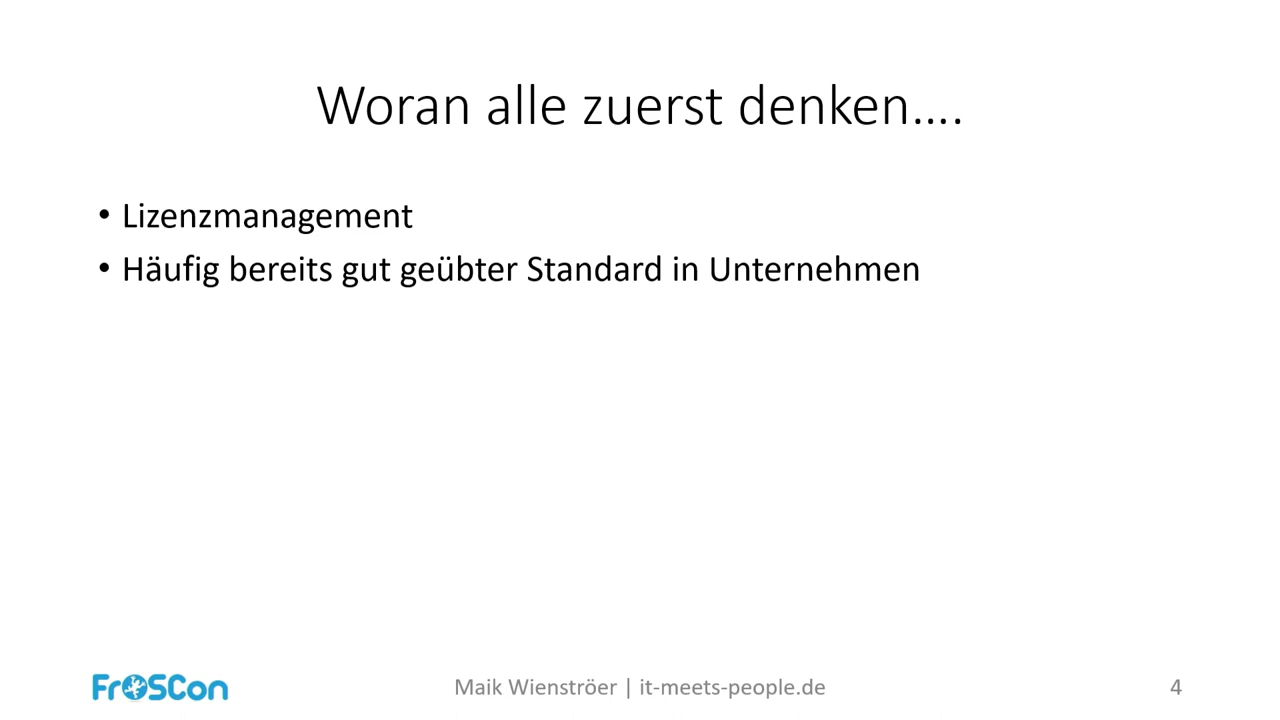 Woran alle zuerst denken….
• Lizenzmanagement
• Häufig bereits gut geübter Standard in Unternehmen
FrOSCon
Maik Wienströer | it-meets-people.de
4